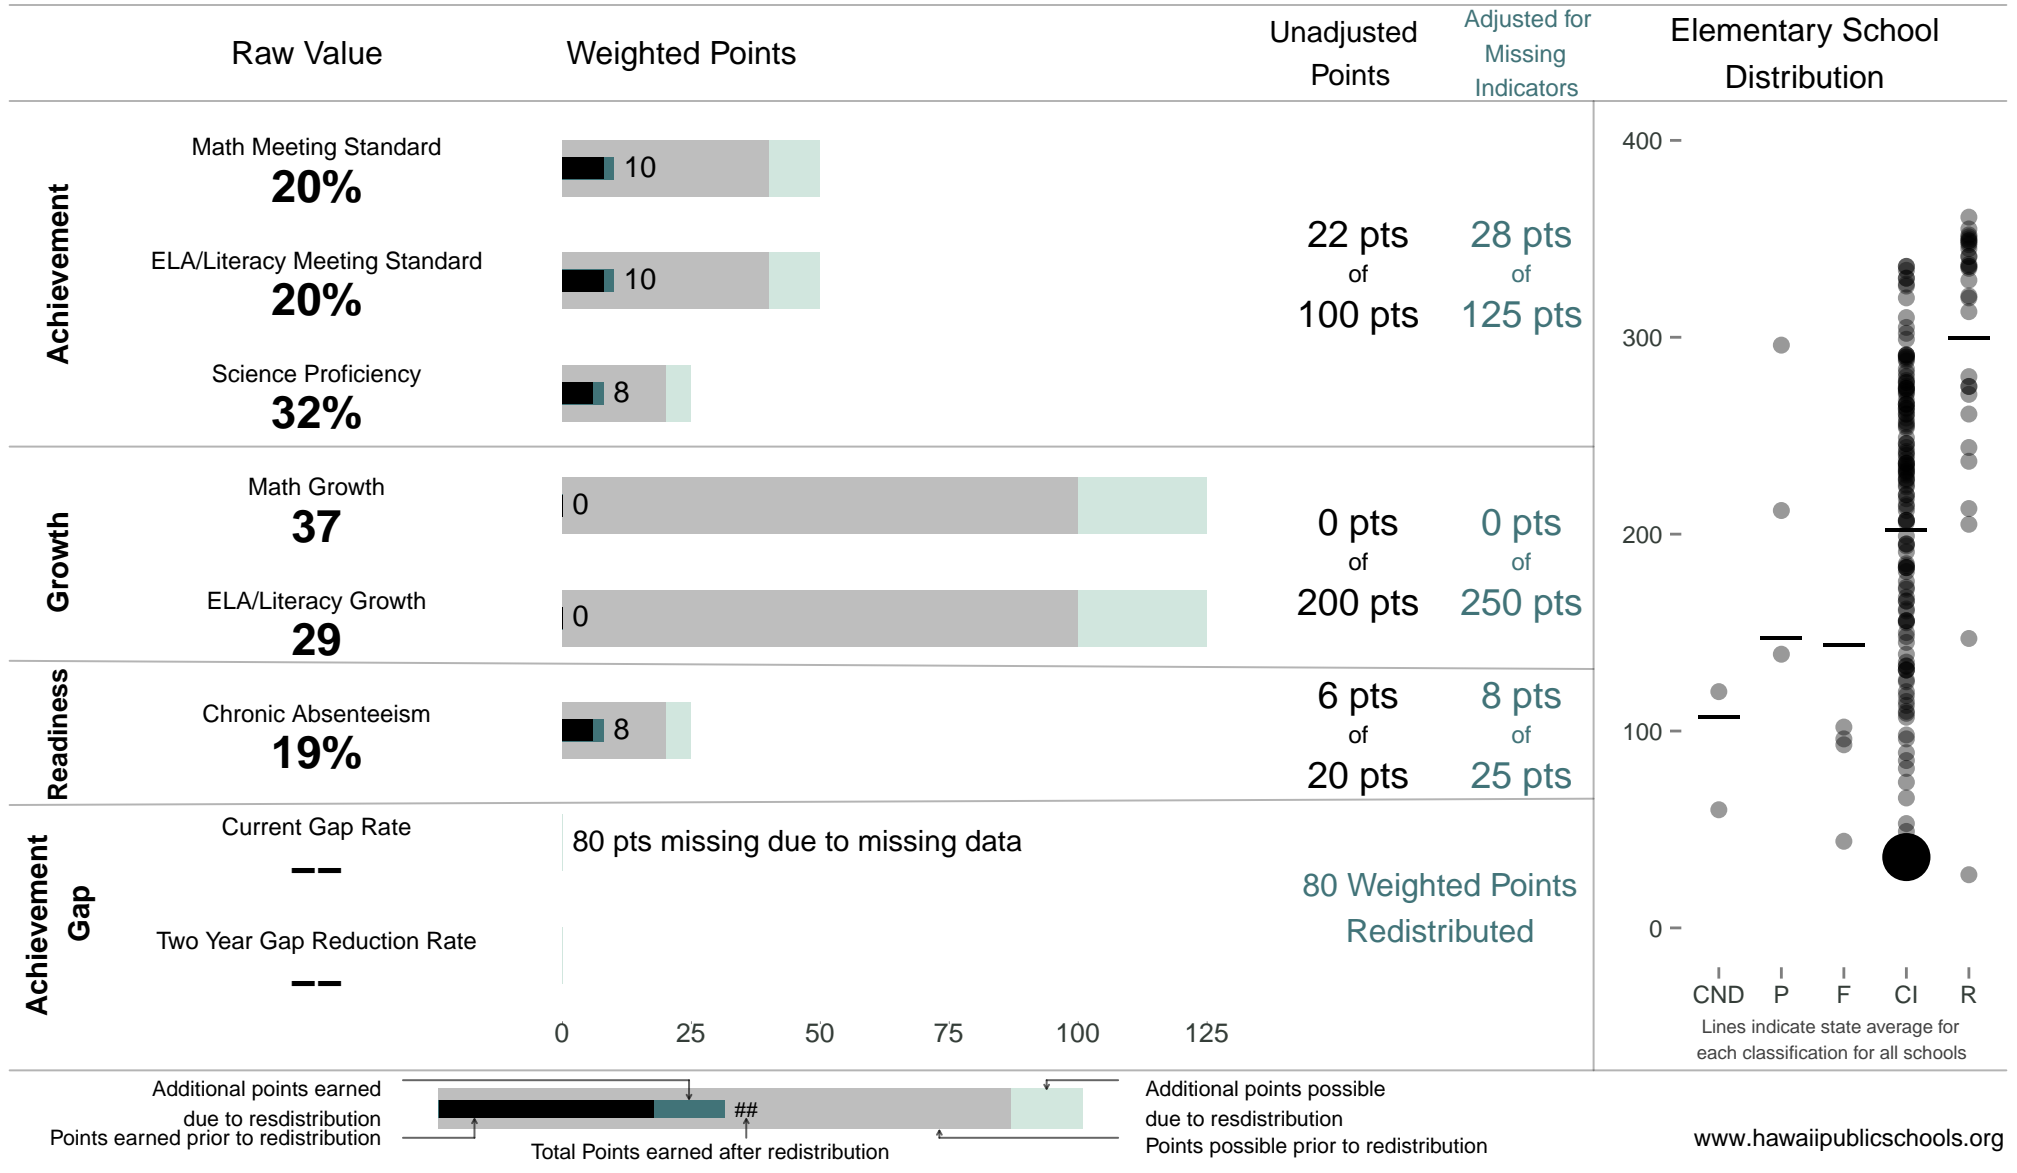 Raw Value
Weighted Points
Unadjusted
Points
Adjusted for
Missing
Indicators
Elementary School
Distribution
Achievement
Math Meeting Standard
20%
10
ELA/Literacy Meeting Standard
20%
10
Science Proficiency
32%
8
22 pts
of
100 pts
28 pts
of
125 pts
Growth
Math Growth
37
0
ELA/Literacy Growth
29
0
0 pts
of
200 pts
0 pts
of
250 pts
Readiness
Chronic Absenteeism
19%
8
6 pts
of
20 pts
8 pts
of
25 pts
Achievement
Gap
Current Gap Rate
--
80 pts missing due to missing data
Two Year Gap Reduction Rate
--
80 Weighted Points
Redistributed
0 25 50 75 100 125
400
300
200
100
0
CND P F CI R
Lines indicate state average for
each classification for all schools
Additional points earned
due to resdistribution
Points earned prior to redistribution
##
Total Points earned after redistribution
Additional points possible
due to resdistribution
Points possible prior to redistribution
www.hawaiipublicschools.org